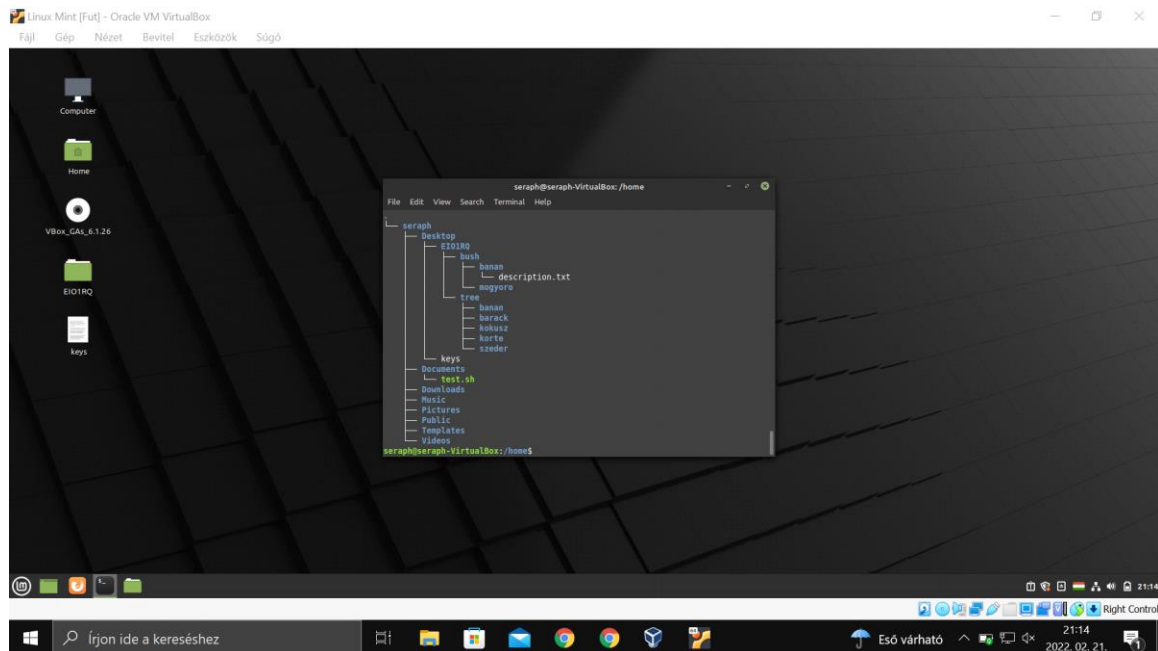 Linux Mint [Fut] - Oracle VM VirtualBox
Fájl Gép Nézet Bevitel Eszközök Súgó
Computer
Home
VBox_GAs_6.1.26
EIO1RQ
keys
seraph@seraph-VirtualBox: /home
File Edit View Search Terminal Help
.
└── seraph
├── Desktop
│ ├── EIO1RQ
│ │ ├── bush
│ │ │ ├── banan
│ │ │ │ └── description.txt
│ │ │ └── mogyoro
│ │ └── tree
│ │ ├── banan
│ │ ├── barack
│ │ ├── kokusz
│ │ ├── korte
│ │ └── szeder
│ └── keys
├── Documents
│ └── test.sh
├── Downloads
├── Music
├── Pictures
├── Public
├── Templates
└── Videos
seraph@seraph-VirtualBox:/home$
21:14
Right Control
Írjon ide a kereséshez
Eső várható
21:14
2022. 02. 21.
1